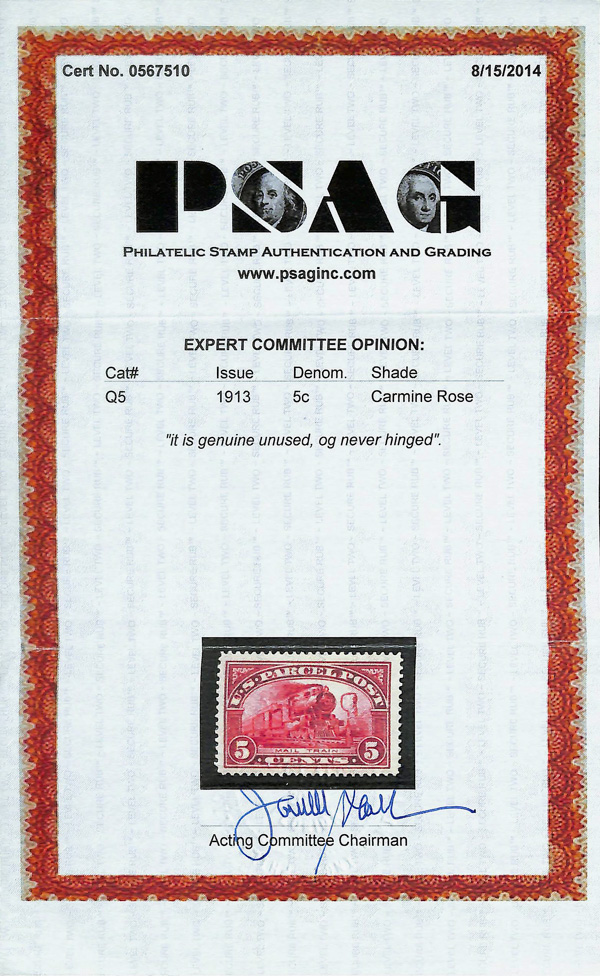 Cert No. 0567510 8/15/2014
PSAG
PHILATELIC STAMP AUTHENTICATION AND GRADING
www.psaginc.com
EXPERT COMMITTEE OPINION:
Cat# Issue Denom. Shade
Q5 1913 5c Carmine Rose
"it is genuine unused, og never hinged".
U.S. PARCEL POST
5 MAIL TRAIN 5
CENTS
Acting Committee Chairman